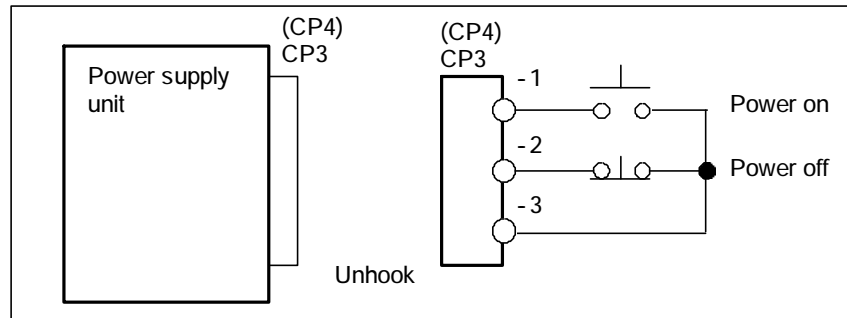 Power supply
unit
(CP4)
CP3
(CP4)
CP3
-1
Power on
-2
Power off
-3
Unhook